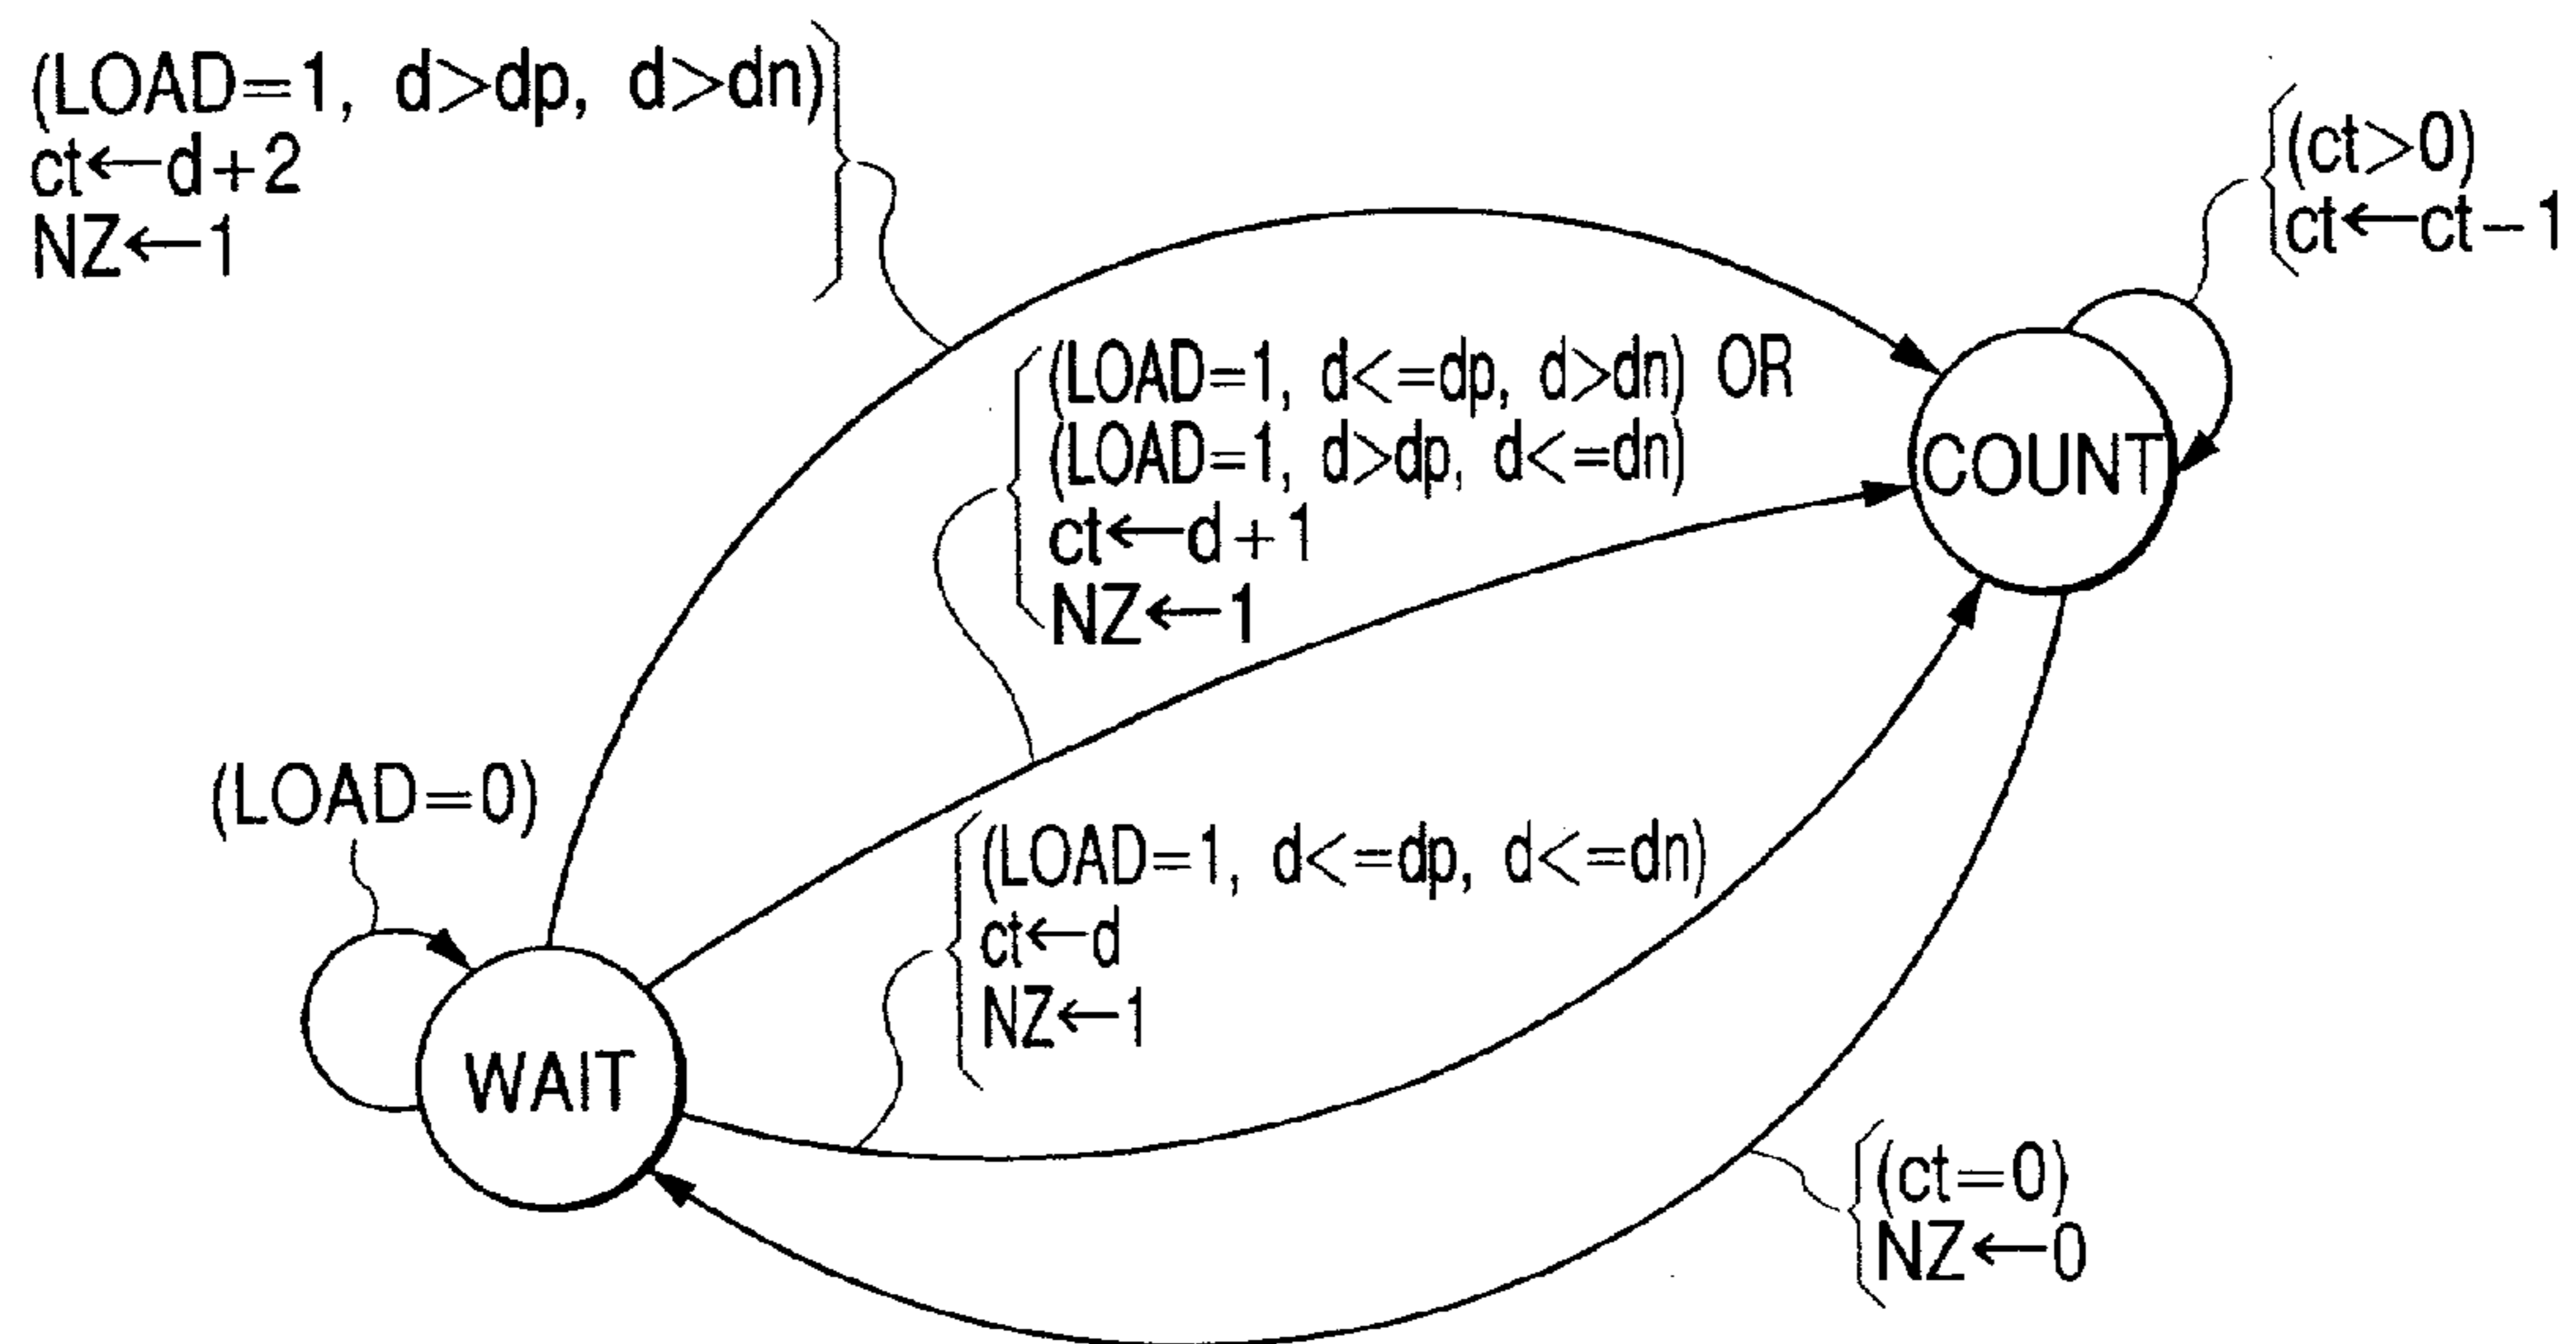 (LOAD=1, d>dp, d>dn)
ct←d+2
NZ←1
(ct>0)
ct←ct−1
(LOAD=1, d<=dp, d>dn) OR
(LOAD=1, d>dp, d<=dn)
ct←d+1
NZ←1
COUNT
(LOAD=0)
(LOAD=1, d<=dp, d<=dn)
ct←d
NZ←1
WAIT
(ct=0)
NZ←0